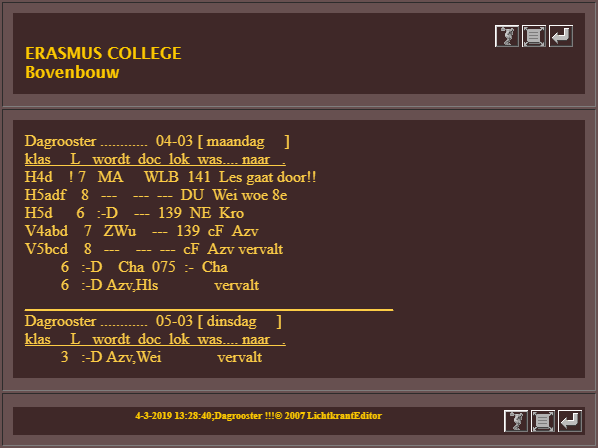 ERASMUS COLLEGE
Bovenbouw
Dagrooster ............ 04-03 [ maandag ]
klas L wordt doc lok was.... naar .
H4d ! 7 MA WLB 141 Les gaat door!!
H5adf 8 --- --- --- DU Wei woe 8e
H5d 6 :-D --- 139 NE Kro
V4abd 7 ZWu --- 139 cF Azv
V5bcd 8 --- --- --- cF Azv vervalt
6 :-D Cha 075 :- Cha
6 :-D Azv,Hls vervalt
Dagrooster ............ 05-03 [ dinsdag ]
klas L wordt doc lok was.... naar .
3 :-D Azv,Wei vervalt
4-3-2019 13:28:40;Dagrooster !!!© 2007 LichtkrantEditor